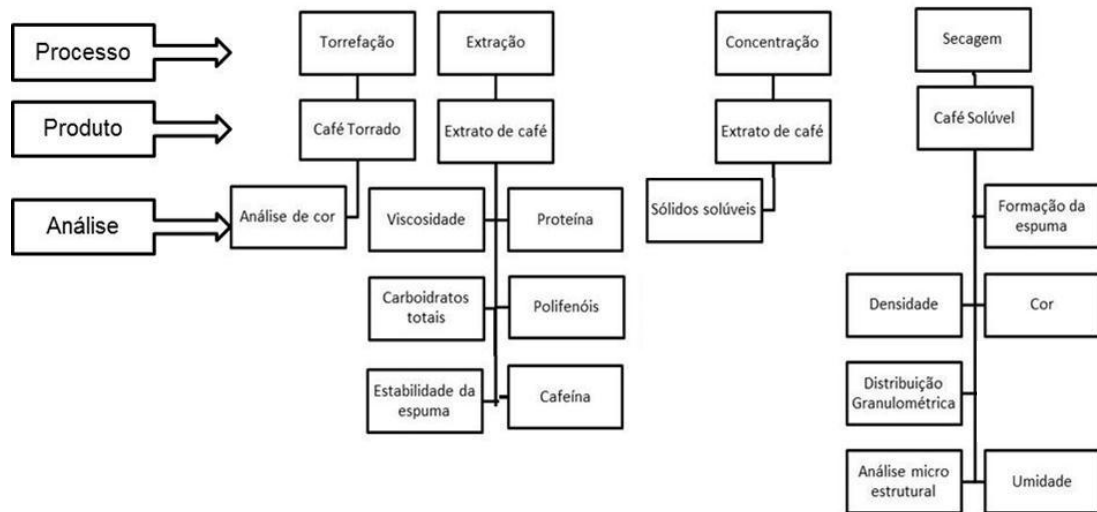 Processo
Torrefação
Extração
Concentração
Secagem
Produto
Café Torrado
Extrato de café
Extrato de café
Café Solúvel
Análise
Análise de cor
Viscosidade
Proteína
Sólidos solúveis
Formação da
espuma
Carboidratos
totais
Polifenóis
Densidade
Cor
Estabilidade da
espuma
Cafeína
Distribuição
Granulométrica
Análise micro
estrutural
Umidade